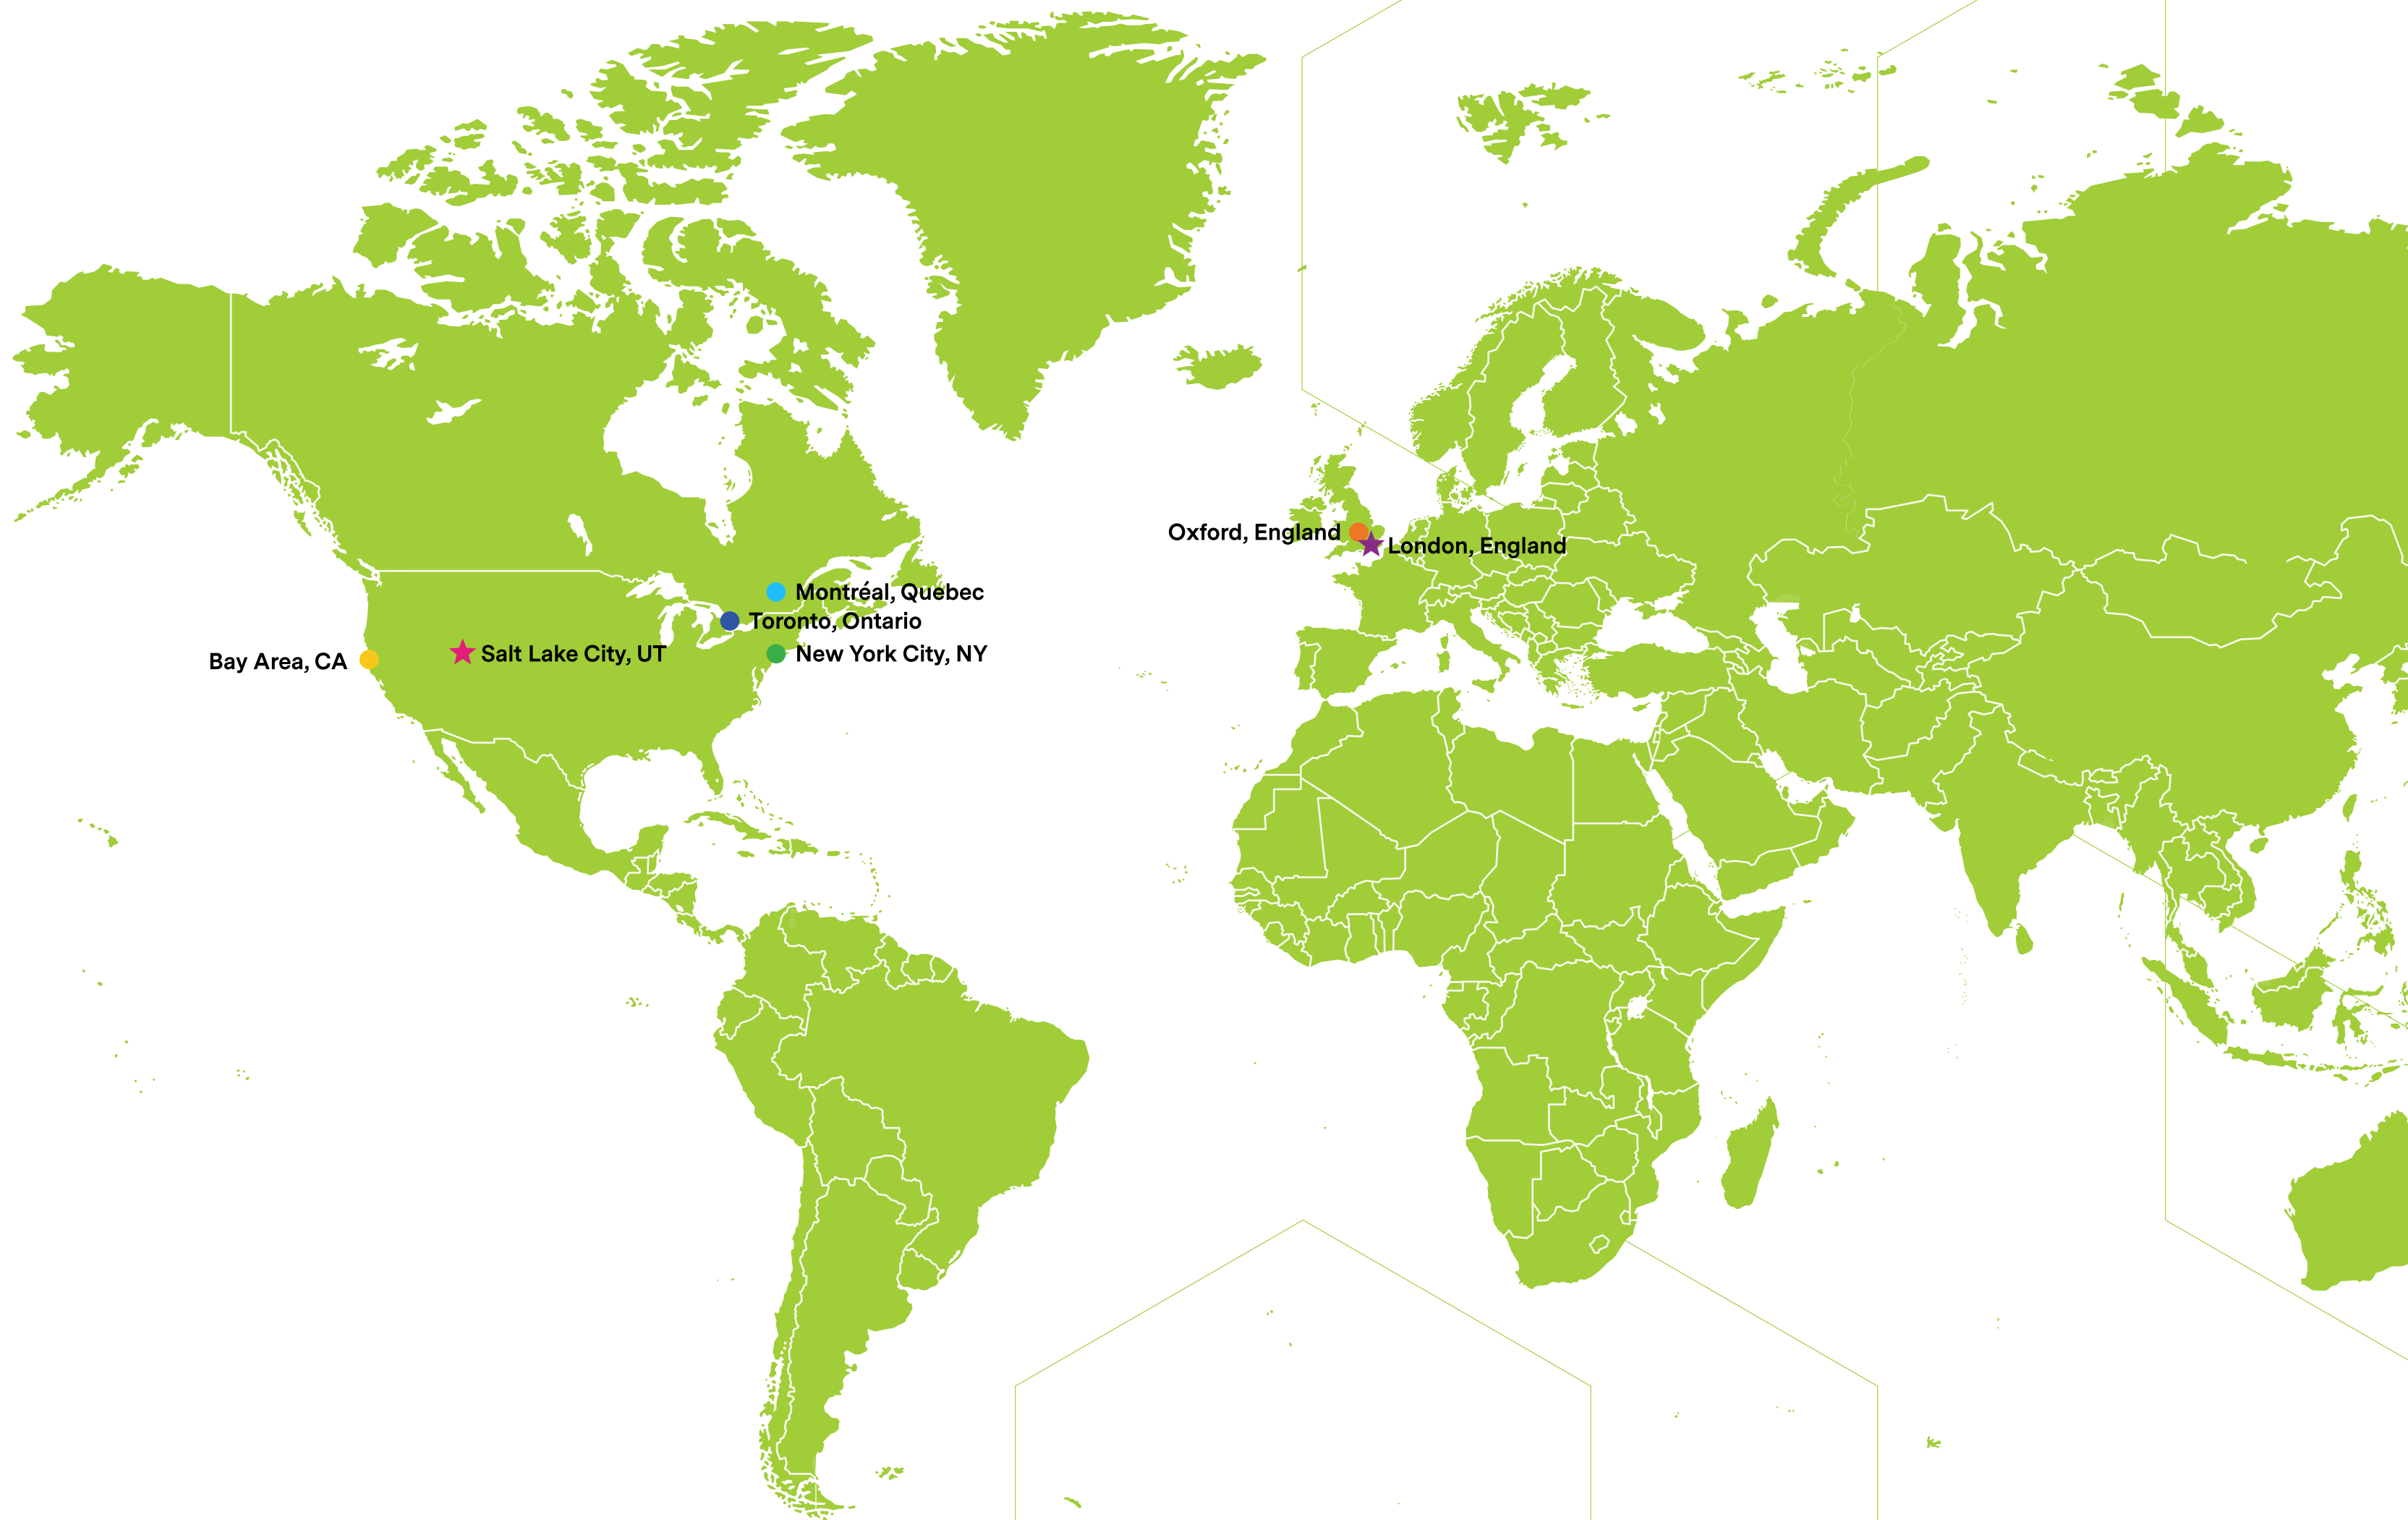 Oxford, England
London, England
Montréal, Quebec
Toronto, Ontario
Salt Lake City, UT
New York City, NY
Bay Area, CA